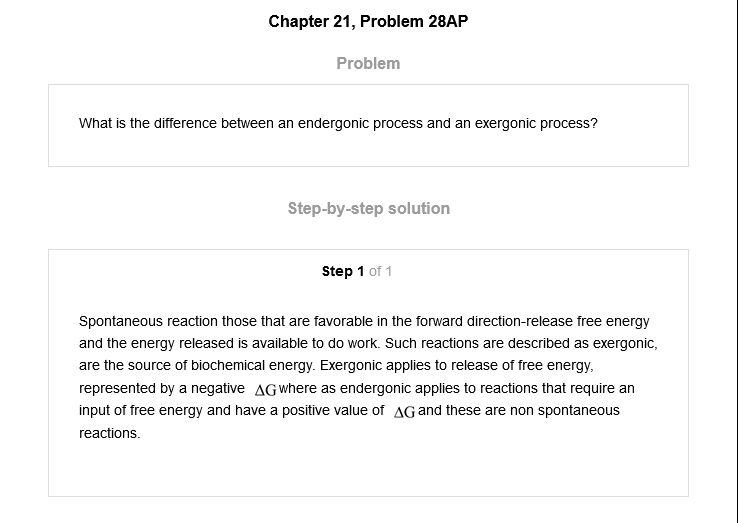 Chapter 21, Problem 28AP
Problem
What is the difference between an endergonic process and an exergonic process?
Step-by-step solution
Step 1 of 1
Spontaneous reaction those that are favorable in the forward direction-release free energy
and the energy released is available to do work. Such reactions are described as exergonic,
are the source of biochemical energy. Exergonic applies to release of free energy,
represented by a negative ΔG where as endergonic applies to reactions that require an
input of free energy and have a positive value of ΔG and these are non spontaneous
reactions.